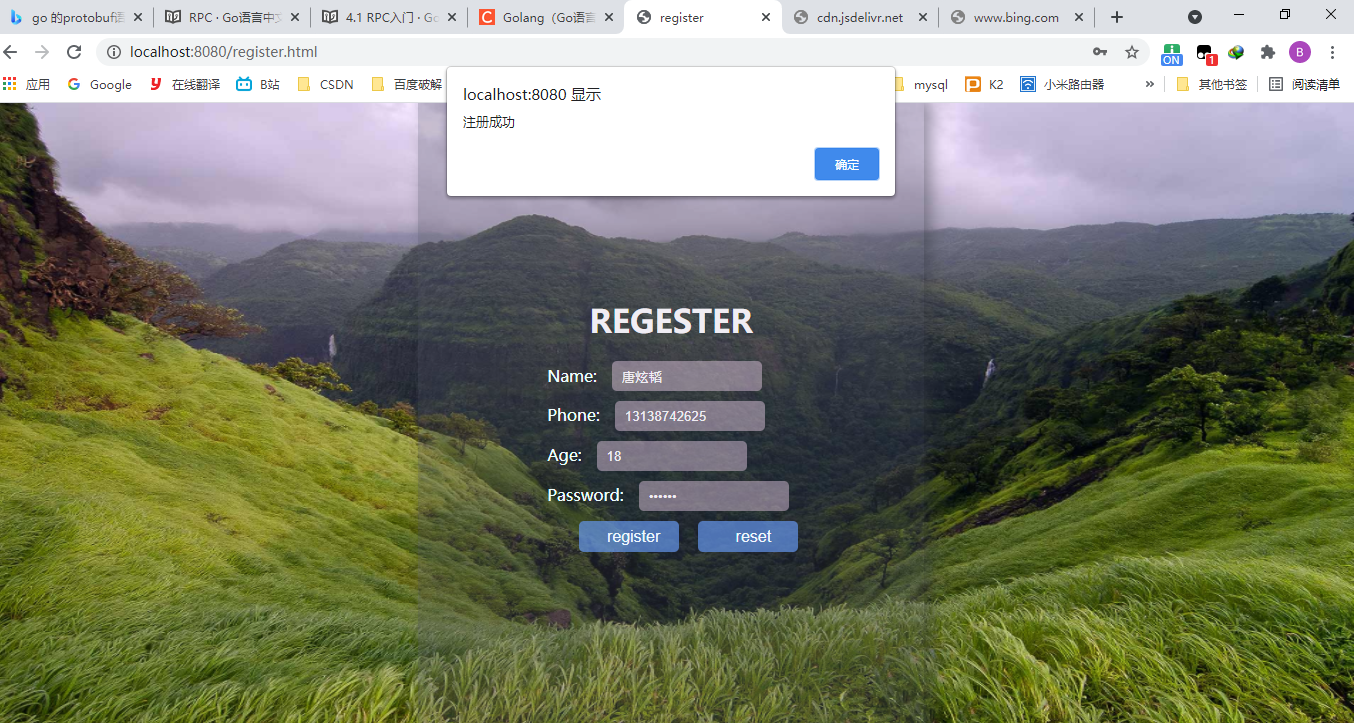 go 的protobuf语
RPC · Go语言中文
4.1 RPC入门 · Go
Golang（Go语言
register
cdn.jsdelivr.net
www.bing.com
localhost:8080/register.html
ON
1
B
应用
Google
在线翻译
B站
CSDN
百度破解
mysql
K2
小米路由器
»
其他书签
阅读清单
localhost:8080 显示
注册成功
确定
REGESTER
Name: 唐炫韬
Phone: 13138742625
Age: 18
Password: ••••••
register
reset